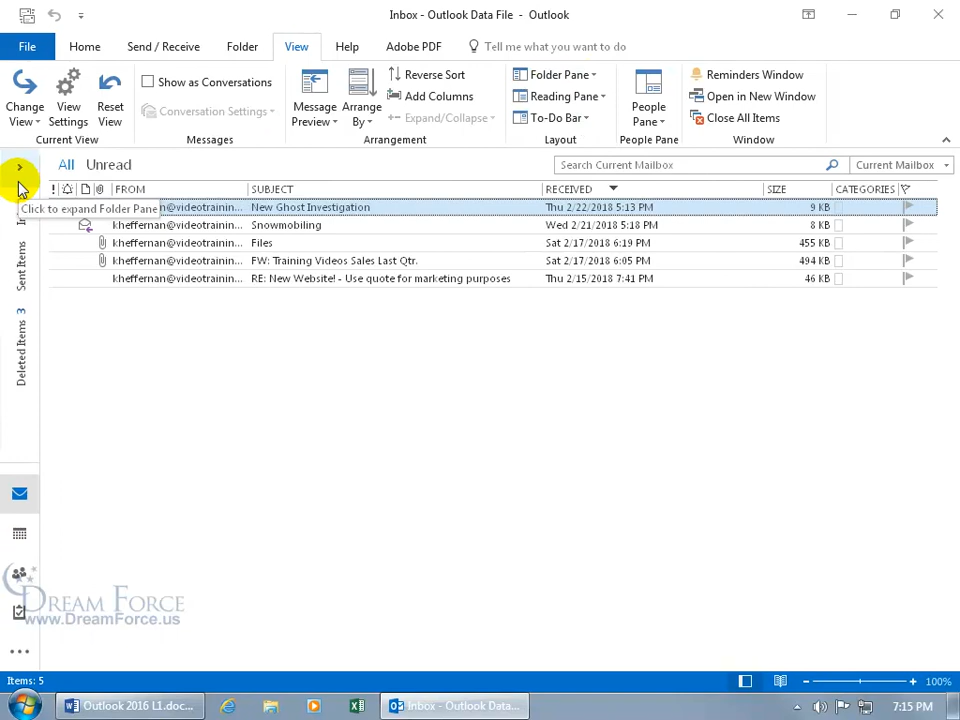 Inbox - Outlook Data File - Outlook
File Home Send / Receive Folder View Help Adobe PDF Tell me what you want to do
Change View
View Settings
Reset View
Current View
Show as Conversations
Conversation Settings
Messages
Message Preview
Arrange By
Reverse Sort
Add Columns
Expand/Collapse
Arrangement
Folder Pane
Reading Pane
To-Do Bar
Layout
People Pane
People Pane
Reminders Window
Open in New Window
Close All Items
Window
All Unread
Search Current Mailbox Current Mailbox
! FROM SUBJECT RECEIVED SIZE CATEGORIES
kheffernan@videotrainin... New Ghost Investigation Thu 2/22/2018 5:13 PM 9 KB
kheffernan@videotrainin... Snowmobiling Wed 2/21/2018 5:18 PM 8 KB
kheffernan@videotrainin... Files Sat 2/17/2018 6:19 PM 455 KB
kheffernan@videotrainin... FW: Training Videos Sales Last Qtr. Sat 2/17/2018 6:05 PM 494 KB
kheffernan@videotrainin... RE: New Website! - Use quote for marketing purposes Thu 2/15/2018 7:41 PM 46 KB
Click to expand Folder Pane
Sent Items
Deleted Items 3
DREAM FORCE
www.DreamForce.us
Items: 5
100%
Outlook 2016 L1.doc...
Inbox - Outlook Data...
7:15 PM